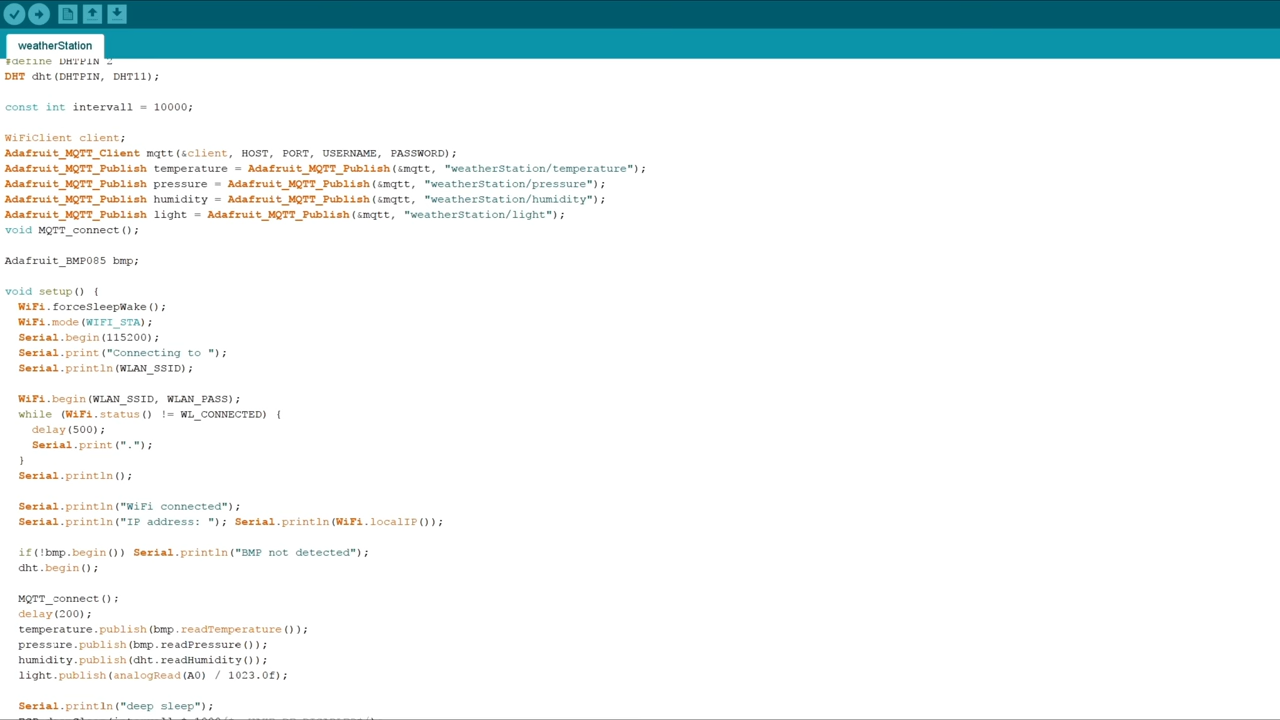 weatherStation
#define DHTPIN 2
DHT dht(DHTPIN, DHT11);
const int intervall = 10000;
WiFiClient client;
Adafruit_MQTT_Client mqtt(&client, HOST, PORT, USERNAME, PASSWORD);
Adafruit_MQTT_Publish temperature = Adafruit_MQTT_Publish(&mqtt, "weatherStation/temperature");
Adafruit_MQTT_Publish pressure = Adafruit_MQTT_Publish(&mqtt, "weatherStation/pressure");
Adafruit_MQTT_Publish humidity = Adafruit_MQTT_Publish(&mqtt, "weatherStation/humidity");
Adafruit_MQTT_Publish light = Adafruit_MQTT_Publish(&mqtt, "weatherStation/light");
void MQTT_connect();
Adafruit_BMP085 bmp;
void setup() {
WiFi.forceSleepWake();
WiFi.mode(WIFI_STA);
Serial.begin(115200);
Serial.print("Connecting to ");
Serial.println(WLAN_SSID);
WiFi.begin(WLAN_SSID, WLAN_PASS);
while (WiFi.status() != WL_CONNECTED) {
delay(500);
Serial.print(".");
}
Serial.println();
Serial.println("WiFi connected");
Serial.println("IP address: "); Serial.println(WiFi.localIP());
if(!bmp.begin()) Serial.println("BMP not detected");
dht.begin();
MQTT_connect();
delay(200);
temperature.publish(bmp.readTemperature());
pressure.publish(bmp.readPressure());
humidity.publish(dht.readHumidity());
light.publish(analogRead(A0) / 1023.0f);
Serial.println("deep sleep");